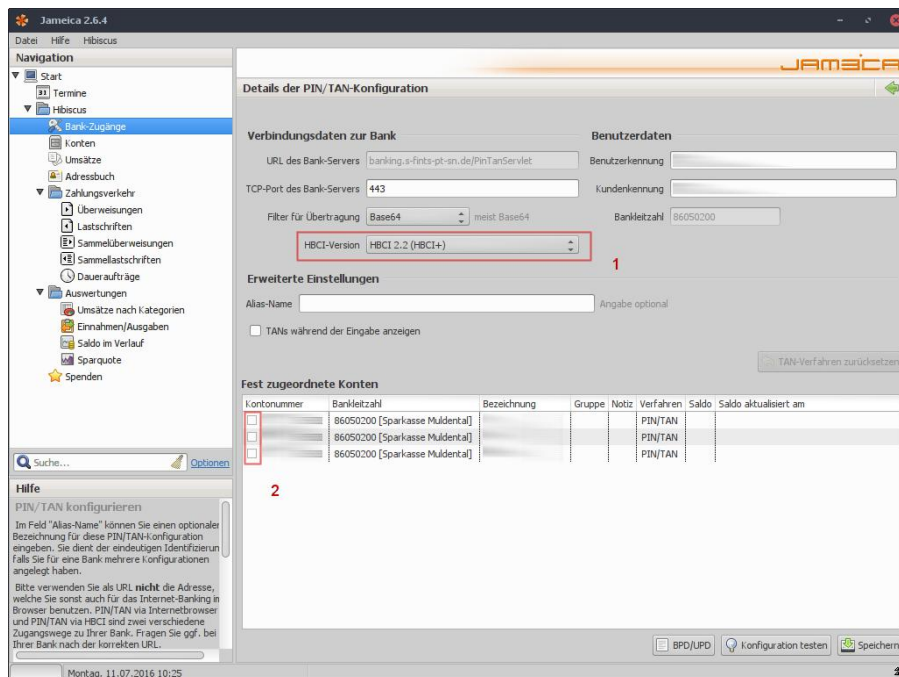 Jameica 2.6.4
Datei Hilfe Hibiscus
Navigation
Start
31 Termine
Hibiscus
Bank-Zugänge
Konten
Umsätze
Adressbuch
Zahlungsverkehr
Überweisungen
Lastschriften
Sammelüberweisungen
Sammellastschriften
Daueraufträge
Auswertungen
Umsätze nach Kategorien
Einnahmen/Ausgaben
Saldo im Verlauf
Sparquote
Spenden
Suche... Optionen
Hilfe
PIN/TAN konfigurieren
Im Feld "Alias-Name" können Sie einen optionalen
Bezeichnung für diese PIN/TAN-Konfiguration
eingeben. Sie dient der eindeutigen Identifizierun
falls Sie für eine Bank mehrere Konfigurationen
angelegt haben.
Bitte verwenden Sie als URL nicht die Adresse,
welche Sie sonst auch für das Internet-Banking in
Browser benutzen. PIN/TAN via Internetbrowser
und PIN/TAN via HBCI sind zwei verschiedene
Zugangswege zu Ihrer Bank. Fragen Sie ggf. bei
Ihrer Bank nach der korrekten URL.
Montag, 11.07.2016 10:25
JAMEICA
Details der PIN/TAN-Konfiguration
Verbindungsdaten zur Bank
URL des Bank-Servers banking.s-fints-pt-sn.de/PinTanServlet
TCP-Port des Bank-Servers 443
Filter für Übertragung Base64 meist Base64
HBCI-Version HBCI 2.2 (HBCI+)
1
Benutzerdaten
Benutzerkennung
Kundenkennung
Bankleitzahl 86050200
Erweiterte Einstellungen
Alias-Name Angabe optional
TANs während der Eingabe anzeigen
TAN-Verfahren zurücksetzen
Fest zugeordnete Konten
Kontonummer Bankleitzahl Bezeichnung Gruppe Notiz Verfahren Saldo Saldo aktualisiert am
86050200 [Sparkasse Muldental] PIN/TAN
86050200 [Sparkasse Muldental] PIN/TAN
86050200 [Sparkasse Muldental] PIN/TAN
2
BPD/UPD Konfiguration testen Speichern